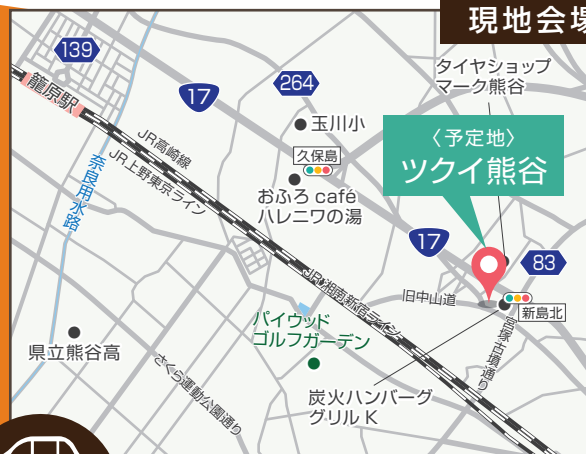 現地会場
タイヤショップ
マーク熊谷
139
籠原駅
17
264
玉川小
〈予定地〉
ツクイ熊谷
JR高崎線
JR上野東京ライン
久保島
おふろ café
ハレニワの湯
奈良用水路
17
83
JR湘南新宿ライン
旧中山道
新島北
宮塚古墳通り
パイウッド
ゴルフガーデン
県立熊谷高
さくら運動公園通り
炭火ハンバーグ
グリル K